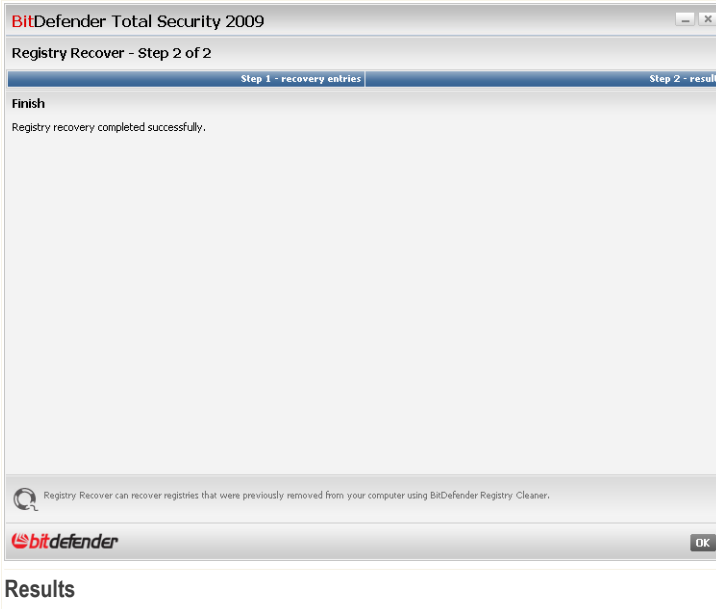 BitDefender Total Security 2009
Registry Recover - Step 2 of 2
Step 1 - recovery entries
Step 2 - result
Finish
Registry recovery completed successfully.
Registry Recover can recover registries that were previously removed from your computer using BitDefender Registry Cleaner.
bitdefender
OK
Results